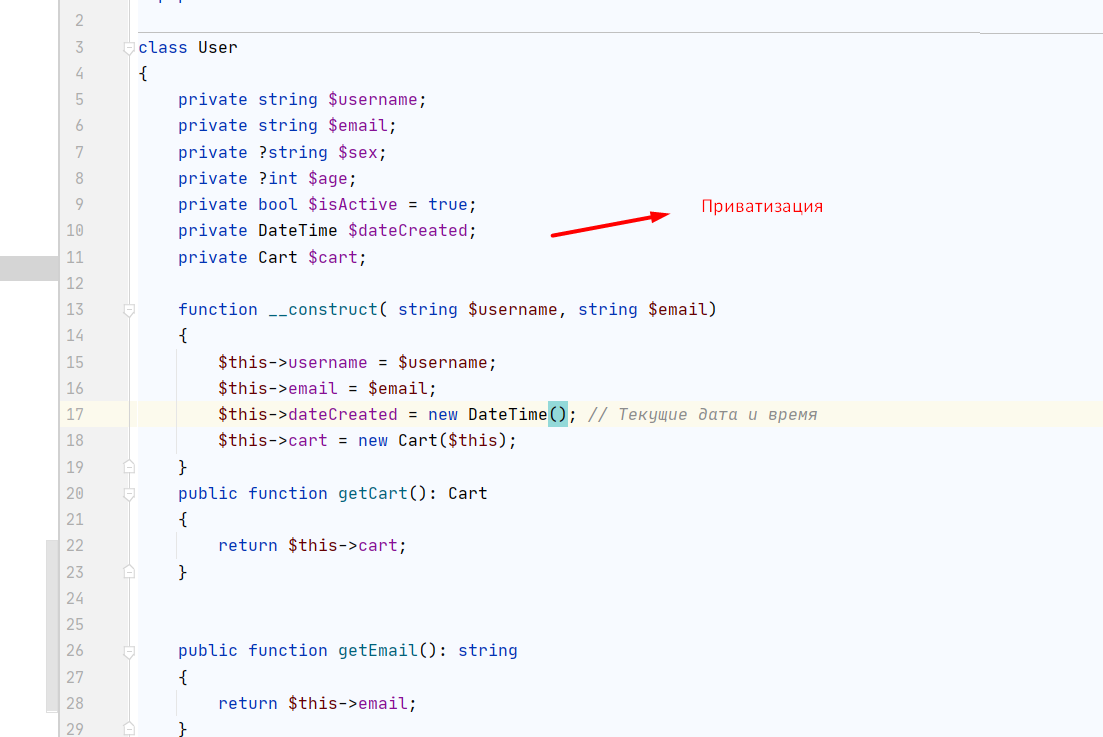 2
3 class User
4 {
5 private string $username;
6 private string $email;
7 private ?string $sex;
8 private ?int $age;
9 private bool $isActive = true;
Приватизация
10 private DateTime $dateCreated;
11 private Cart $cart;
12
13 function __construct( string $username, string $email)
14 {
15 $this->username = $username;
16 $this->email = $email;
17 $this->dateCreated = new DateTime(); // Текущие дата и время
18 $this->cart = new Cart($this);
19 }
20 public function getCart(): Cart
21 {
22 return $this->cart;
23 }
24
25
26 public function getEmail(): string
27 {
28 return $this->email;
29 }